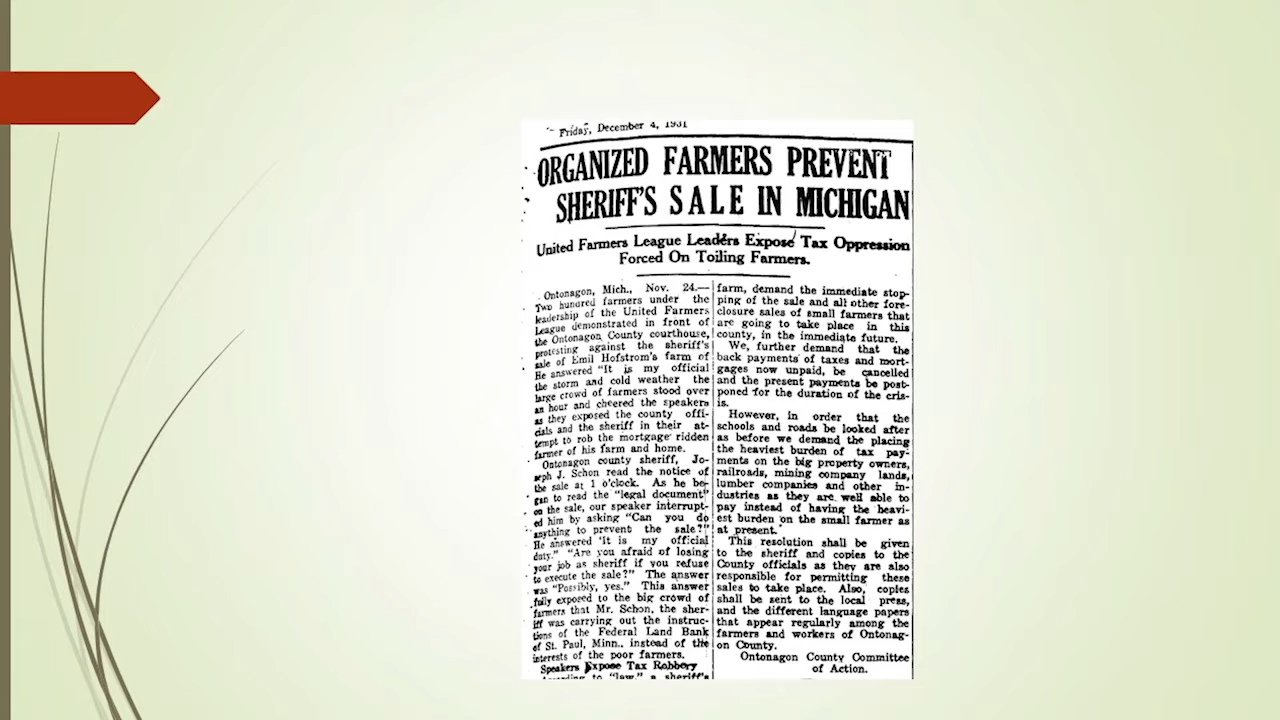 Friday, December 4, 1931
ORGANIZED FARMERS PREVENT
SHERIFF'S SALE IN MICHIGAN
United Farmers League Leaders Expose Tax Oppression
Forced On Toiling Farmers.
Ontonagon, Mich., Nov. 24.—
Two hundred farmers under the
leadership of the United Farmers
League demonstrated in front of
the Ontonagon County courthouse,
protesting against the sheriff's
sale of Emil Hofstrom's farm of
He answered "It is my official
the storm and cold weather the
large crowd of farmers stood over
an hour and cheered the speakers
as they exposed the county offi-
cials and the sheriff in their at-
tempt to rob the mortgage ridden
farmer of his farm and home.
Ontonagon county sheriff, Jo-
seph J. Schon read the notice of
the sale at 1 o'clock. As he be-
gan to read the "legal document"
on the sale, our speaker interrupt-
ed him by asking "Can you do
anything to prevent the sale?"
He answered 'It is my official
duty." "Are you afraid of losing
your job as sheriff if you refuse
to execute the sale?" The answer
was "Possibly, yes." This answer
fully exposed to the big crowd of
farmers that Mr. Schon, the sher-
iff was carrying out the instruc-
tions of the Federal Land Bank
of St. Paul, Minn., instead of the
interests of the poor farmers.
Speakers Expose Tax Robbery
According to "law," a sheriff's
farm, demand the immediate stop-
ping of the sale and all other fore-
closure sales of small farmers that
are going to take place in this
county, in the immediate future.
We, further demand that the
back payments of taxes and mort-
gages now unpaid, be cancelled
and the present payments be post-
poned for the duration of the cris-
is.
However, in order that the
schools and roads be looked after
as before we demand the placing
the heaviest burden of tax pay-
ments on the big property owners,
railroads, mining company lands,
lumber companies and other in-
dustries as they are well able to
pay instead of having the heavi-
est burden on the small farmer as
at present.
This resolution shall be given
to the sheriff and copies to the
County officials as they are also
responsible for permitting these
sales to take place. Also, copies
shall be sent to the local press,
and the different language papers
that appear regularly among the
farmers and workers of Ontonag-
on County.
Ontonagon County Committee
of Action.